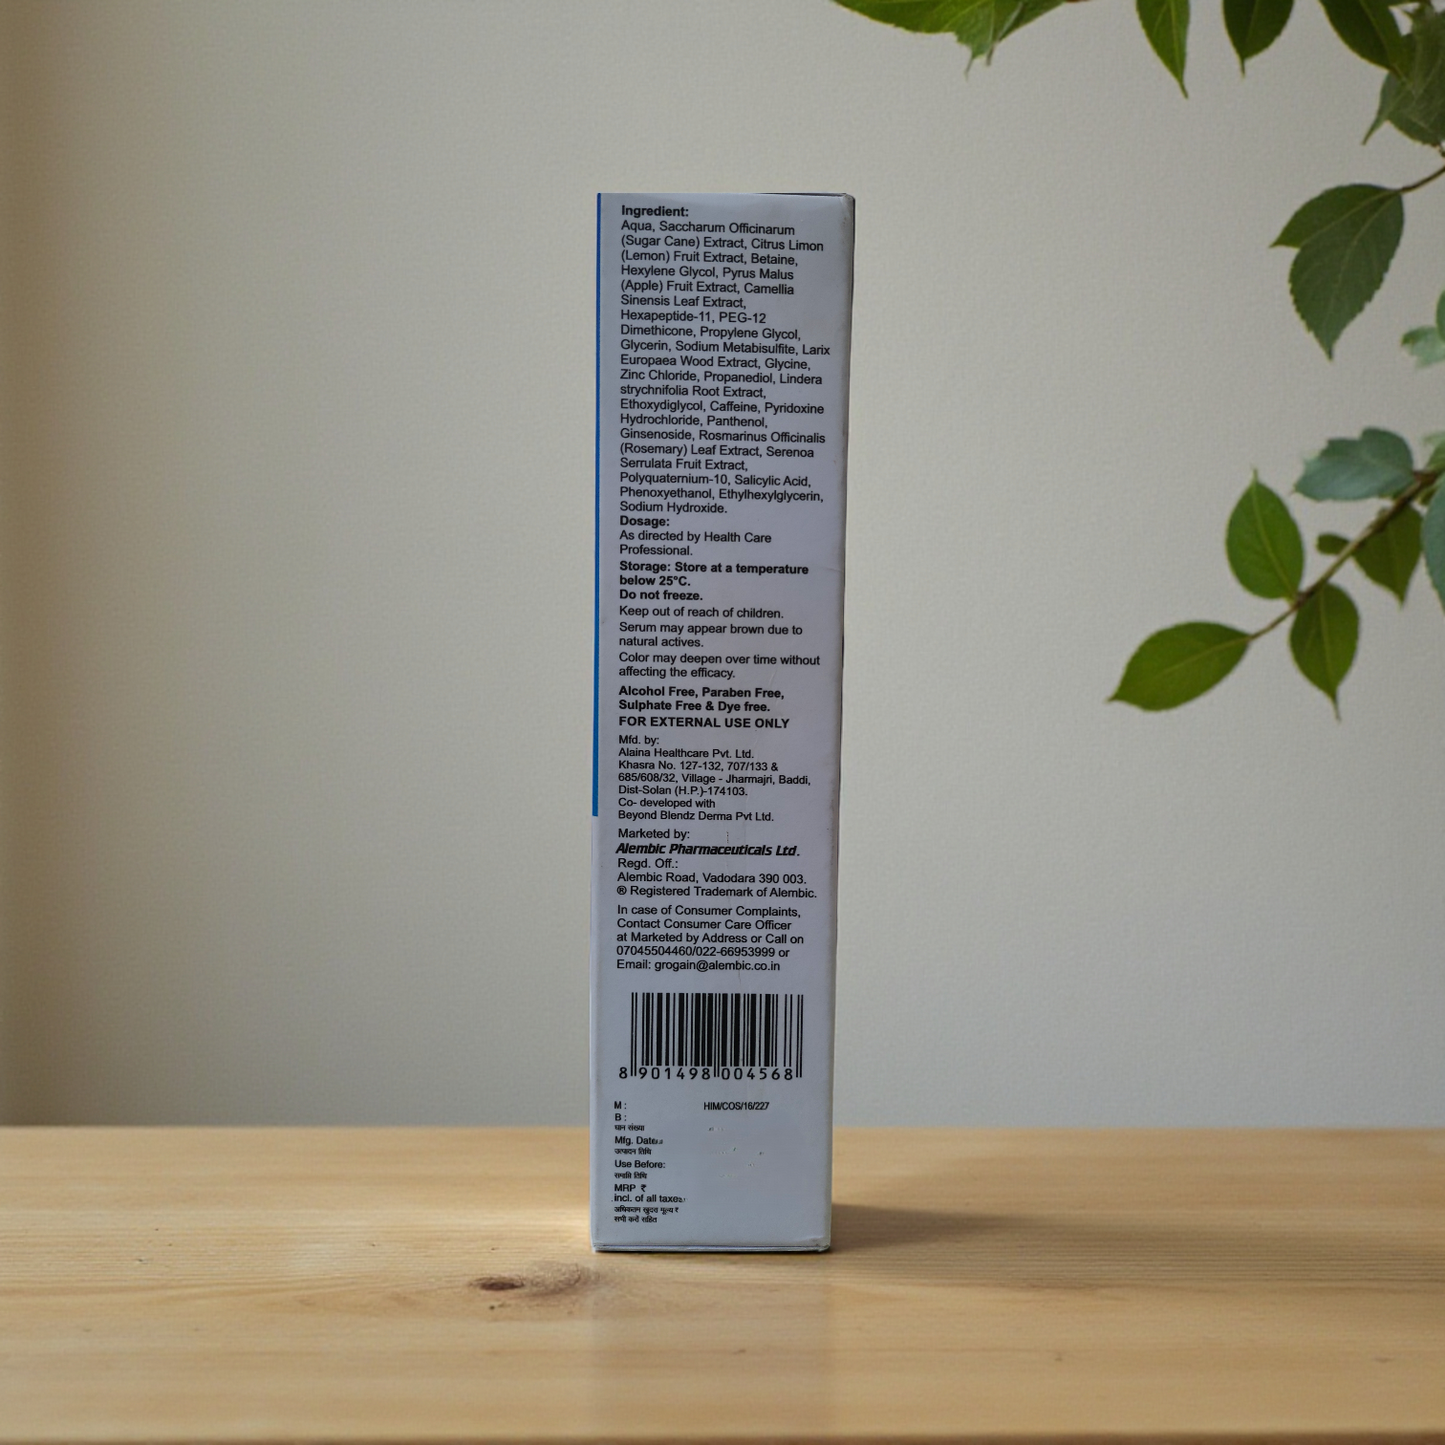 Ingredient:
Aqua, Saccharum Officinarum
(Sugar Cane) Extract, Citrus Limon
(Lemon) Fruit Extract, Betaine,
Hexylene Glycol, Pyrus Malus
(Apple) Fruit Extract, Camellia
Sinensis Leaf Extract,
Hexapeptide-11, PEG-12
Dimethicone, Propylene Glycol,
Glycerin, Sodium Metabisulfite, Larix
Europaea Wood Extract, Glycine,
Zinc Chloride, Propanediol, Lindera
strychnifolia Root Extract,
Ethoxydiglycol, Caffeine, Pyridoxine
Hydrochloride, Panthenol,
Ginsenoside, Rosmarinus Officinalis
(Rosemary) Leaf Extract, Serenoa
Serrulata Fruit Extract,
Polyquaternium-10, Salicylic Acid,
Phenoxyethanol, Ethylhexylglycerin,
Sodium Hydroxide.
Dosage:
As directed by Health Care
Professional.
Storage: Store at a temperature
below 25°C.
Do not freeze.
Keep out of reach of children.
Serum may appear brown due to
natural actives.
Color may deepen over time without
affecting the efficacy.
Alcohol Free, Paraben Free,
Sulphate Free & Dye free.
FOR EXTERNAL USE ONLY
Mfd. by:
Alaina Healthcare Pvt. Ltd.
Khasra No. 127-132, 707/133 &
685/608/32, Village - Jharmajri, Baddi,
Dist-Solan (H.P.)-174103.
Co- developed with
Beyond Blendz Derma Pvt Ltd.
Marketed by:
Alembic Pharmaceuticals Ltd.
Regd. Off.:
Alembic Road, Vadodara 390 003.
® Registered Trademark of Alembic.
In case of Consumer Complaints,
Contact Consumer Care Officer
at Marketed by Address or Call on
07045504460/022-66953999 or
Email: grogain@alembic.co.in
8 901498 004568
M : HIM/COS/16/227
B :
संख्या
Mfg. Date
उत्पादन तिथि
Use Before:
समाप्ति तिथि
MRP ₹
incl. of all taxes
अधिकतम खुदरा मूल्य ₹
सभी करों सहित